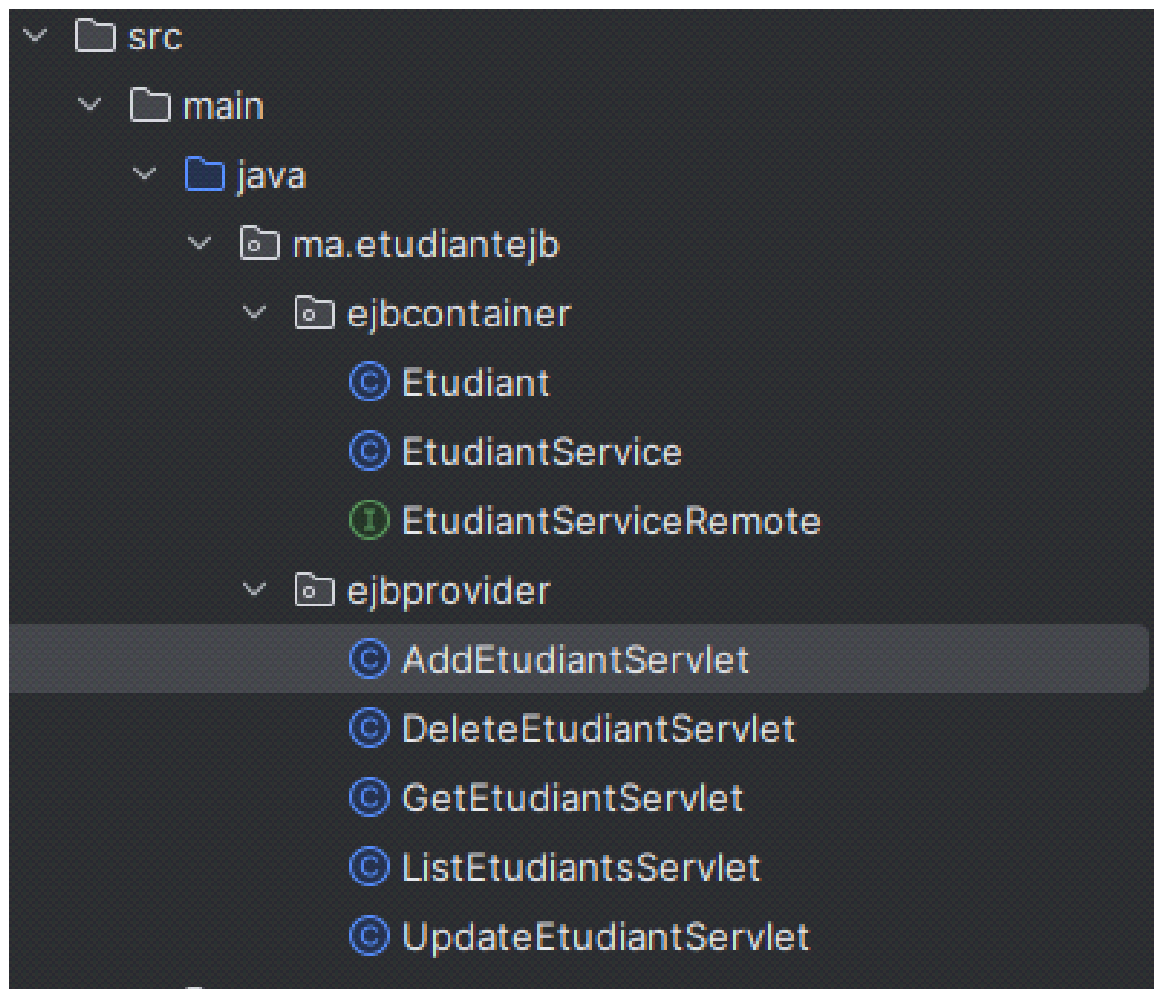 src
main
java
ma.etudiantejb
ejbcontainer
Etudiant
EtudiantService
EtudiantServiceRemote
ejbprovider
AddEtudiantServlet
DeleteEtudiantServlet
GetEtudiantServlet
ListEtudiantsServlet
UpdateEtudiantServlet